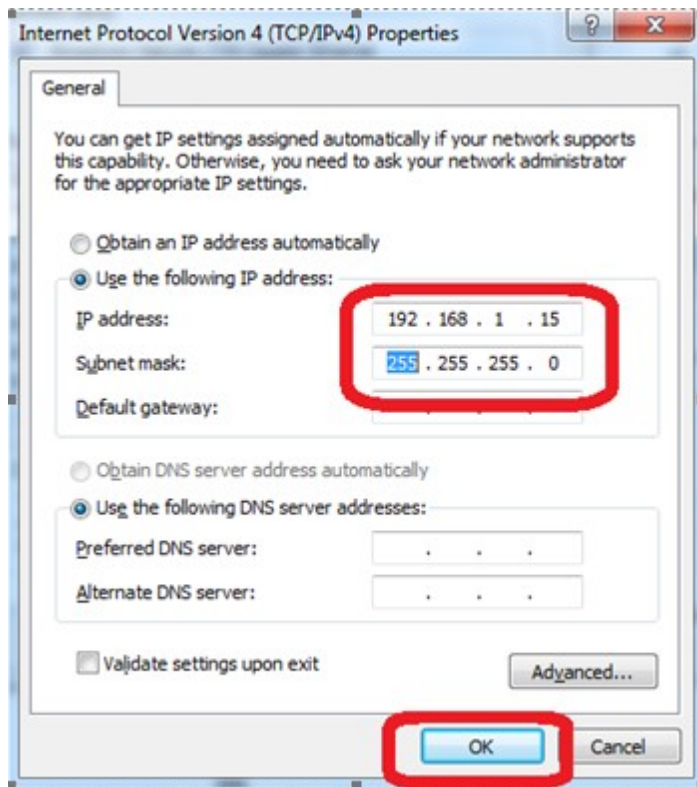 Internet Protocol Version 4 (TCP/IPv4) Properties
General
You can get IP settings assigned automatically if your network supports
this capability. Otherwise, you need to ask your network administrator
for the appropriate IP settings.
Obtain an IP address automatically
Use the following IP address:
IP address: 192 . 168 . 1 . 15
Subnet mask: 255 . 255 . 255 . 0
Default gateway: . . .
Obtain DNS server address automatically
Use the following DNS server addresses:
Preferred DNS server: . . .
Alternate DNS server: . . .
Validate settings upon exit
Advanced...
OK Cancel